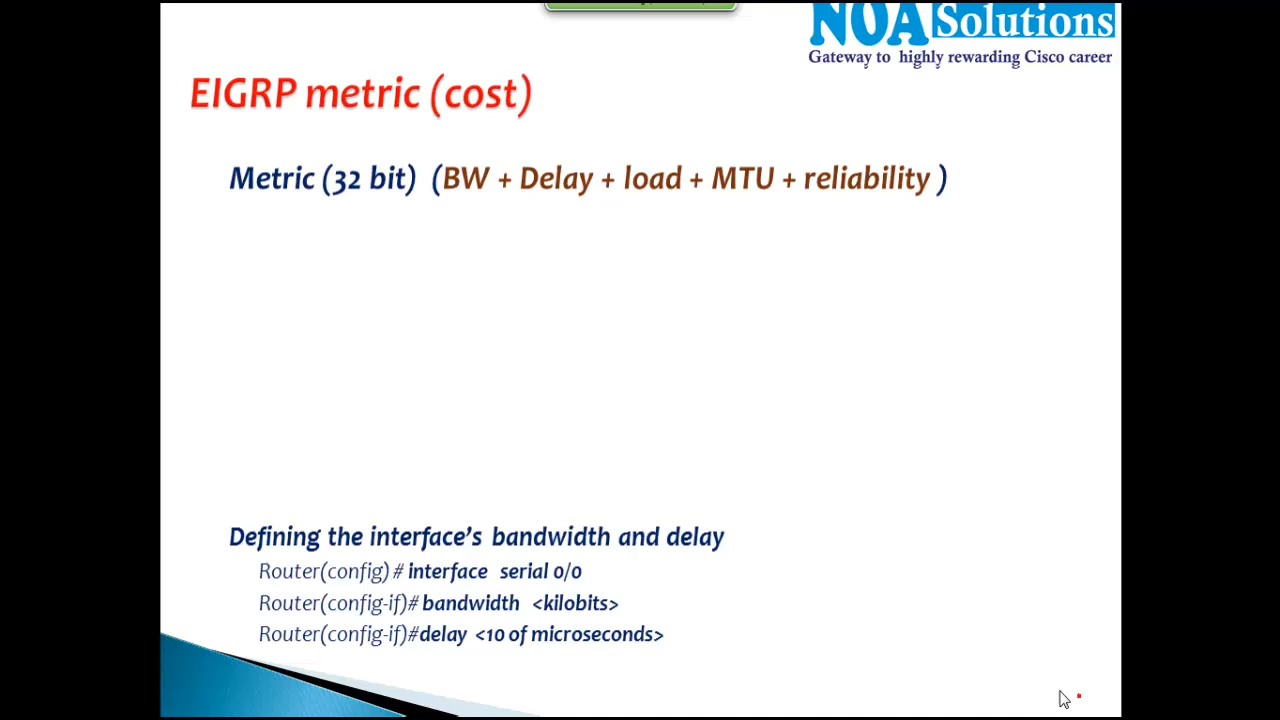 NOA Solutions
Gateway to highly rewarding Cisco career
EIGRP metric (cost)
Metric (32 bit) (BW + Delay + load + MTU + reliability )
Defining the interface’s bandwidth and delay
Router(config) # interface serial 0/0
Router(config-if)# bandwidth <kilobits>
Router(config-if)#delay <10 of microseconds>